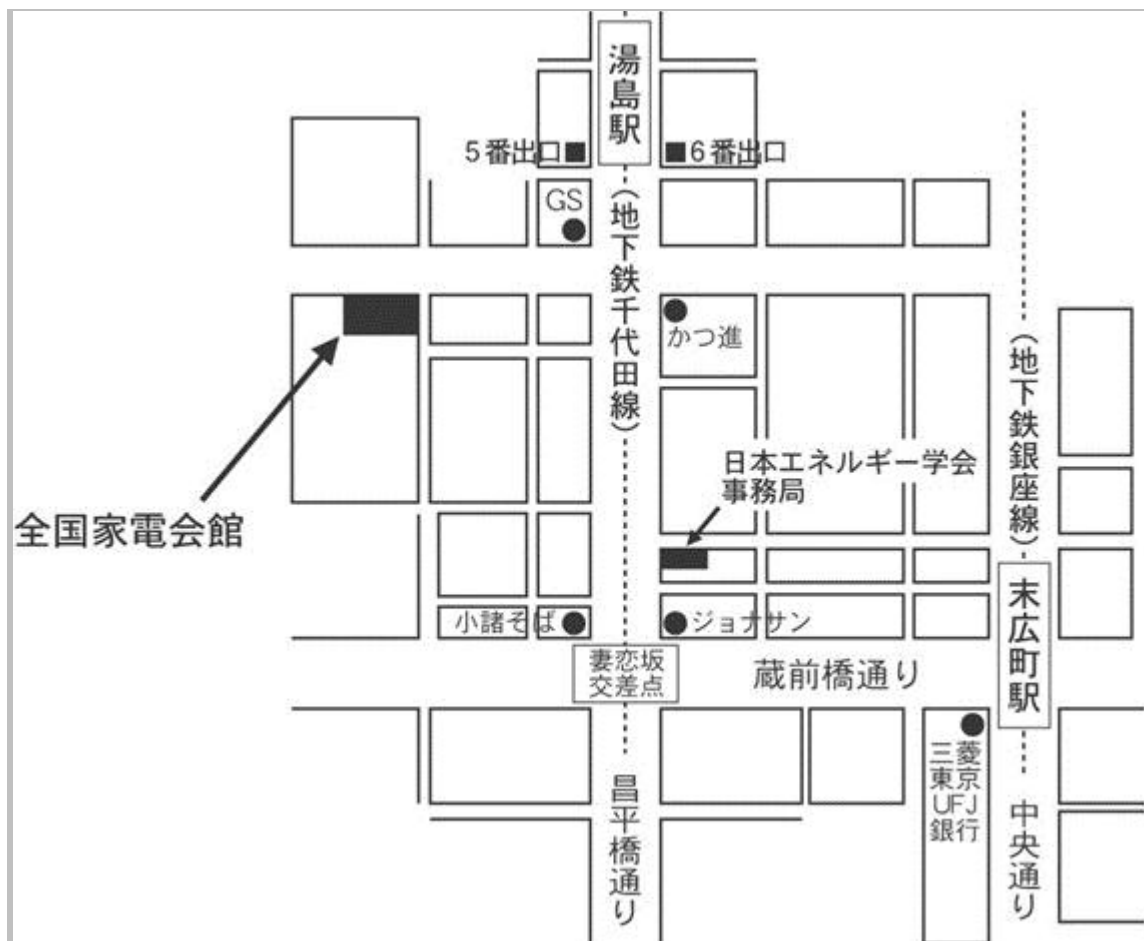 湯島駅
5番出口
6番出口
GS
(地下鉄千代田線)
かつ進
(地下鉄銀座線)
日本エネルギー学会
事務局
全国家電会館
末広町駅
小諸そば
ジョナサン
妻恋坂
交差点
蔵前橋通り
三菱
東京
UFJ
銀行
昌平橋通り
中央通り